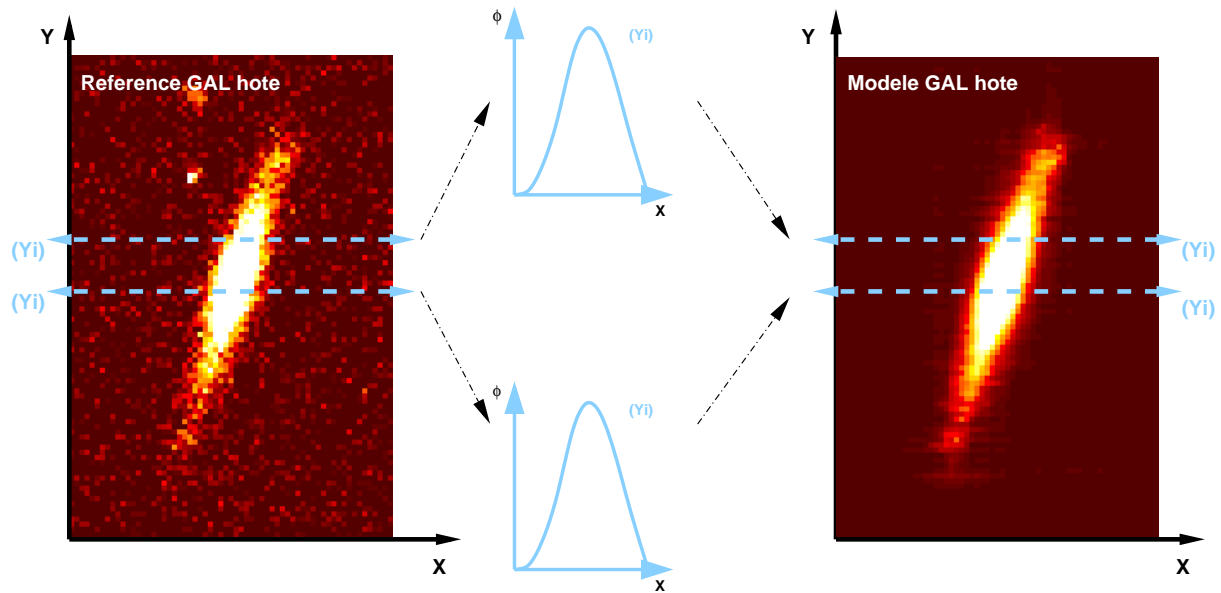 Y
Reference GAL hote
(Yi)
(Yi)
X
ϕ
(Yi)
X
ϕ
(Yi)
X
Y
Modele GAL hote
(Yi)
(Yi)
X